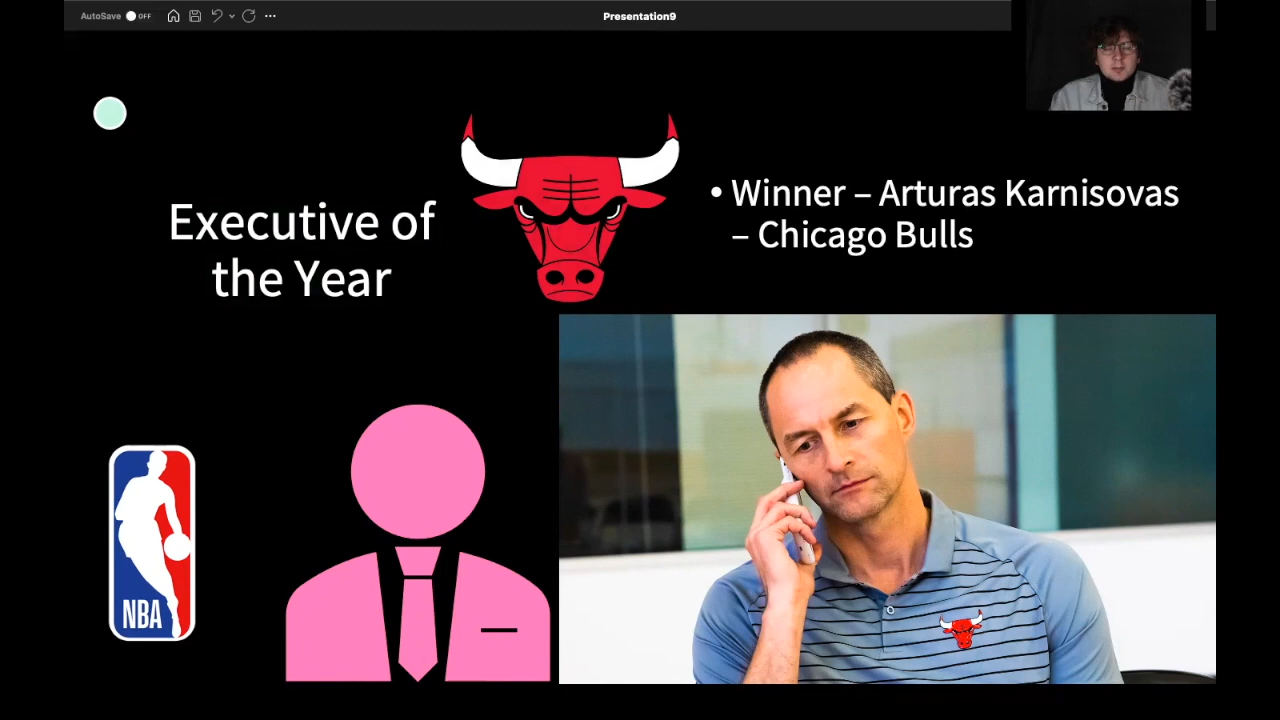 AutoSave OFF
Presentation9
Executive of
the Year
• Winner – Arturas Karnisovas
– Chicago Bulls
NBA